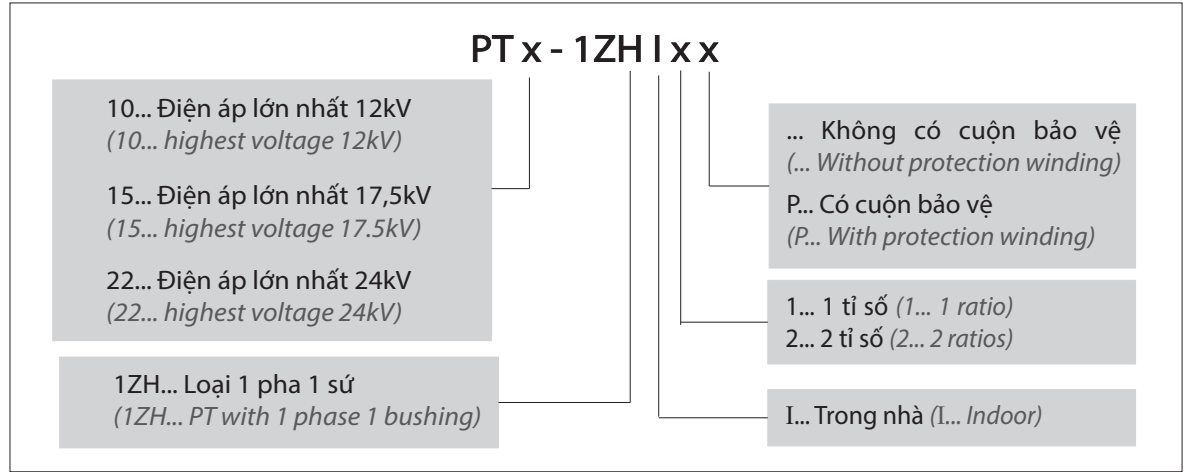 PT x - 1ZH I x x
10... Điện áp lớn nhất 12kV
(10... highest voltage 12kV)
15... Điện áp lớn nhất 17,5kV
(15... highest voltage 17.5kV)
22... Điện áp lớn nhất 24kV
(22... highest voltage 24kV)
1ZH... Loại 1 pha 1 sứ
(1ZH... PT with 1 phase 1 bushing)
... Không có cuộn bảo vệ
(... Without protection winding)
P... Có cuộn bảo vệ
(P... With protection winding)
1... 1 tỉ số (1... 1 ratio)
2... 2 tỉ số (2... 2 ratios)
I... Trong nhà (I... Indoor)